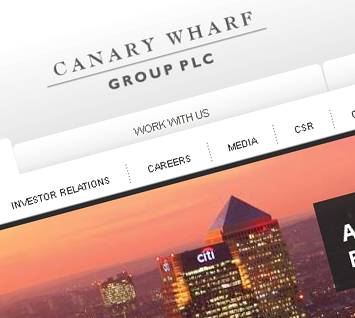 CANARY WHARF
GROUP PLC
WORK WITH US
INVESTOR RELATIONS
CAREERS
MEDIA
CSR
citi